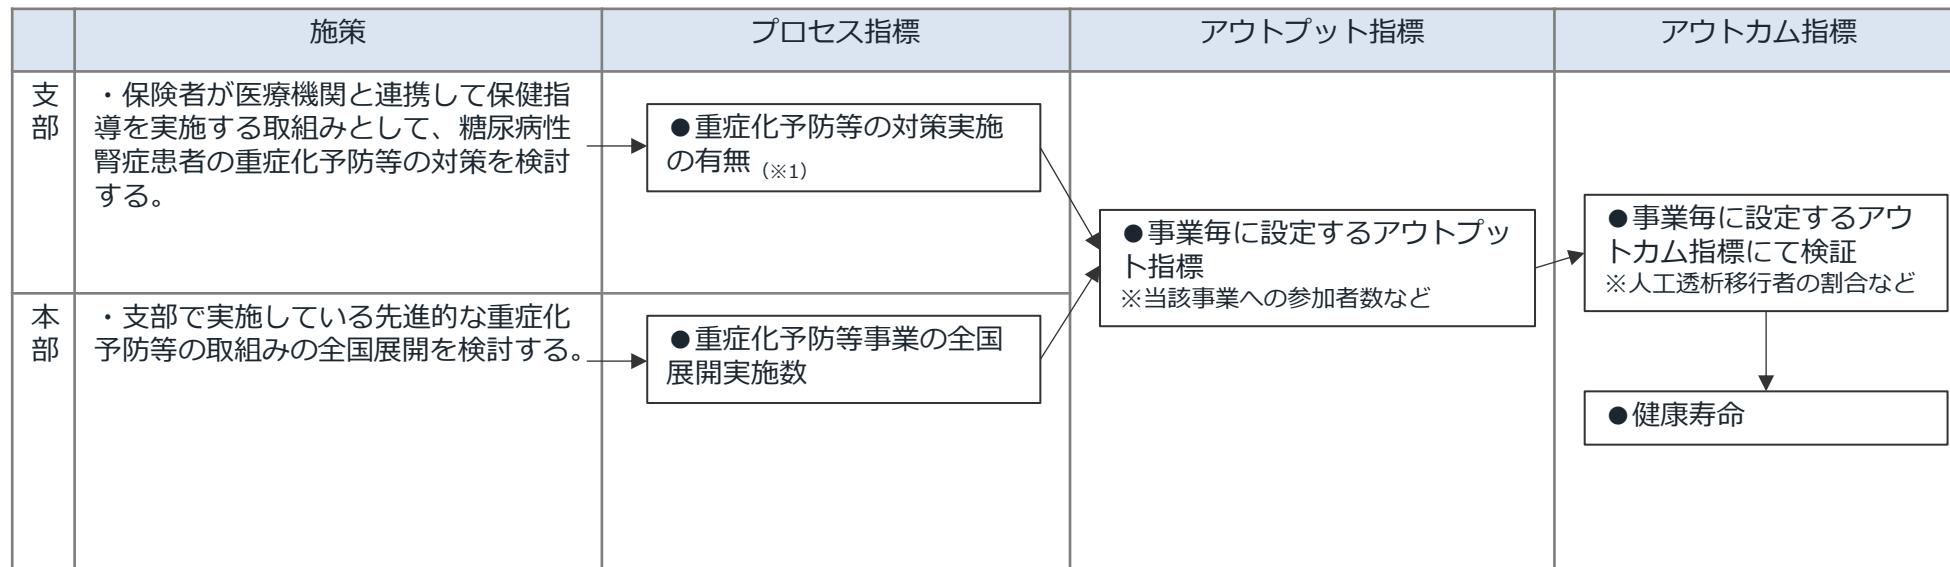 施策
プロセス指標
アウトプット指標
アウトカム指標
支
部
・保険者が医療機関と連携して保健指
導を実施する取組みとして、糖尿病性
腎症患者の重症化予防等の対策を検討
する。
●重症化予防等の対策実施
の有無（※1）
●事業毎に設定するアウトプッ
ト指標
※当該事業への参加者数など
●事業毎に設定するアウ
トカム指標にて検証
※人工透析移行者の割合など
本
部
・支部で実施している先進的な重症化
予防等の取組みの全国展開を検討する。
●重症化予防等事業の全国
展開実施数
●健康寿命